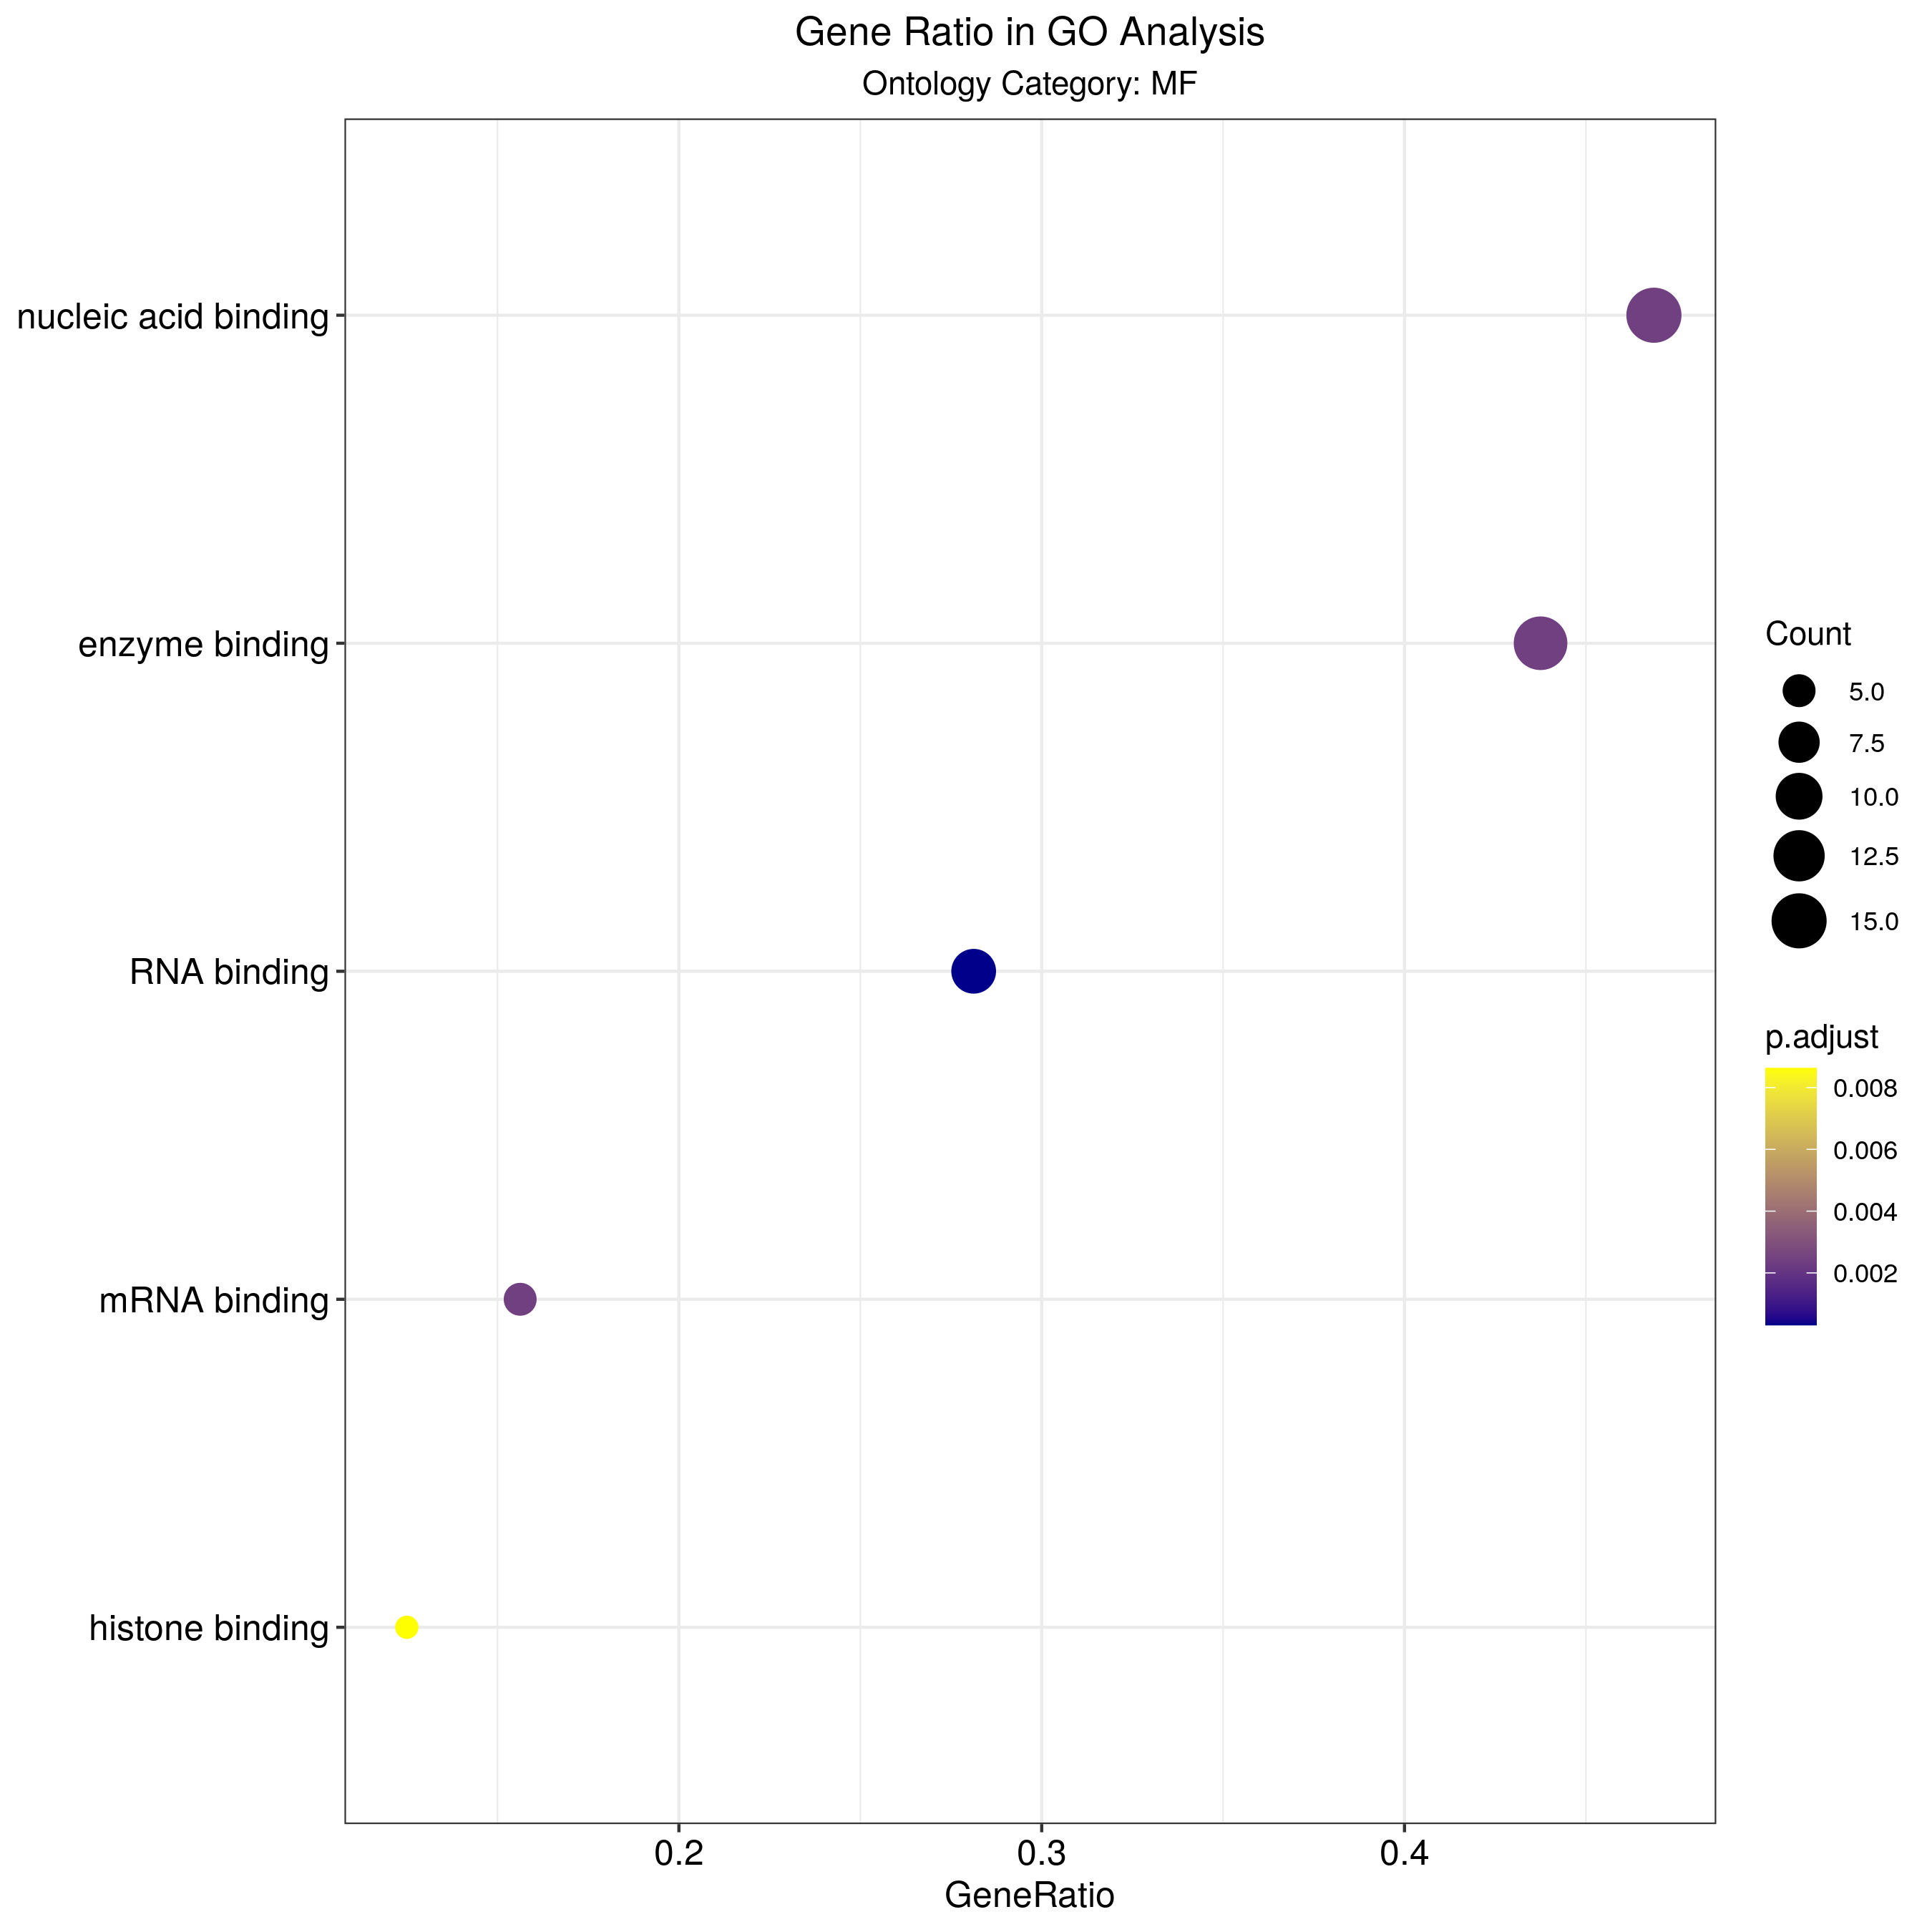 Gene Ratio in GO Analysis
Ontology Category: MF
nucleic acid binding
enzyme binding
RNA binding
mRNA binding
histone binding
0.2
0.3
0.4
GeneRatio
Count
5.0
7.5
10.0
12.5
15.0
p.adjust
0.008
0.006
0.004
0.002